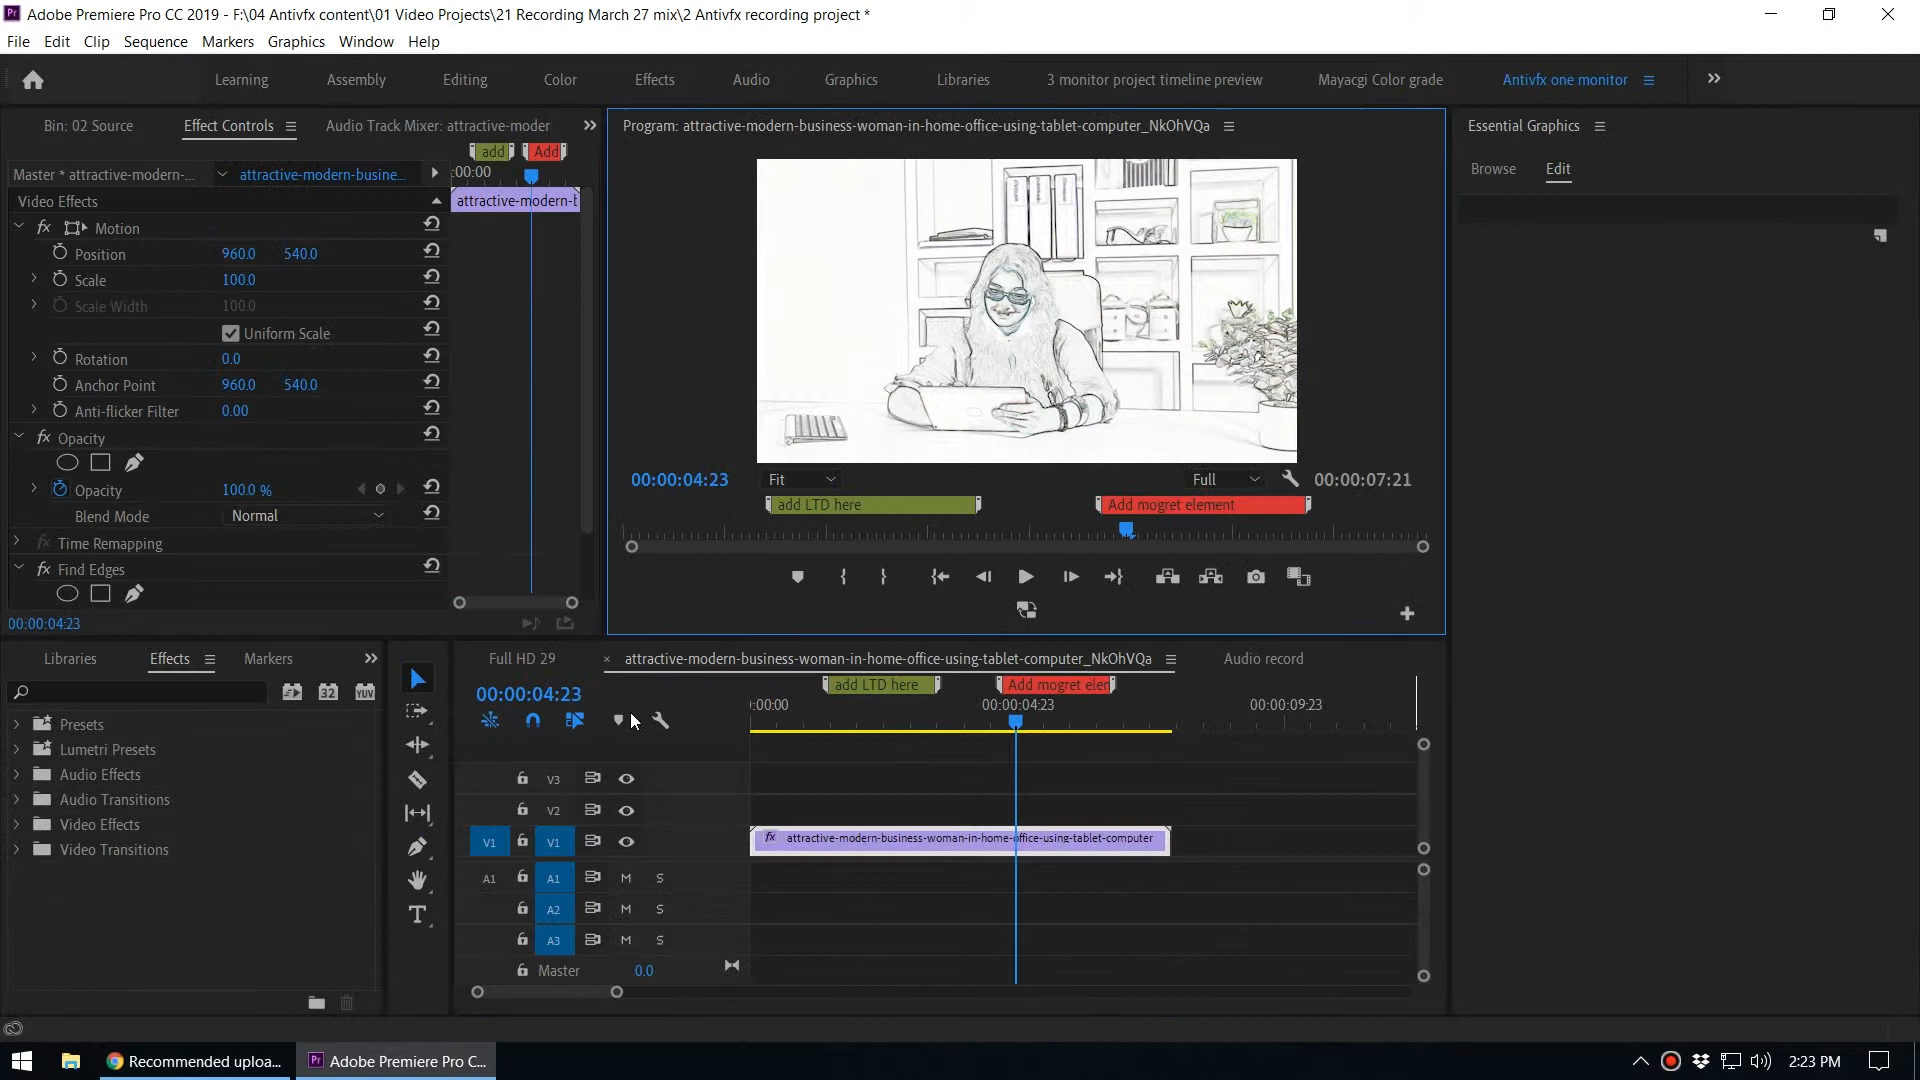 Adobe Premiere Pro CC 2019 - F:\04 Antivfx content\01 Video Projects\21 Recording March 27 mix\2 Antivfx recording project *
File Edit Clip Sequence Markers Graphics Window Help
Learning Assembly Editing Color Effects Audio Graphics Libraries 3 monitor project timeline preview Mayacgi Color grade Antivfx one monitor
Bin: 02 Source Effect Controls Audio Track Mixer: attractive-moder
add Add
Master * attractive-modern-... attractive-modern-busine... :00:00
Video Effects attractive-modern-b
fx Motion
Position 960.0 540.0
Scale 100.0
Scale Width 100.0
Uniform Scale
Rotation 0.0
Anchor Point 960.0 540.0
Anti-flicker Filter 0.00
fx Opacity
Opacity 100.0 %
Blend Mode Normal
fx Time Remapping
fx Find Edges
00:00:04:23
Program: attractive-modern-business-woman-in-home-office-using-tablet-computer_NkOhVQa
00:00:04:23 Fit Full 00:00:07:21
add LTD here Add mogret element
Essential Graphics
Browse Edit
Libraries Effects Markers
32 YUV
Presets
Lumetri Presets
Audio Effects
Audio Transitions
Video Effects
Video Transitions
Full HD 29 × attractive-modern-business-woman-in-home-office-using-tablet-computer_NkOhVQa Audio record
add LTD here Add mogret eler
00:00:04:23
:00:00 00:00:04:23 00:00:09:23
V3
V2
V1 V1 fx attractive-modern-business-woman-in-home-office-using-tablet-computer
A1 A1 M S
A2 M S
A3 M S
Master 0.0
Recommended uploa... Pr Adobe Premiere Pro C... 2:23 PM